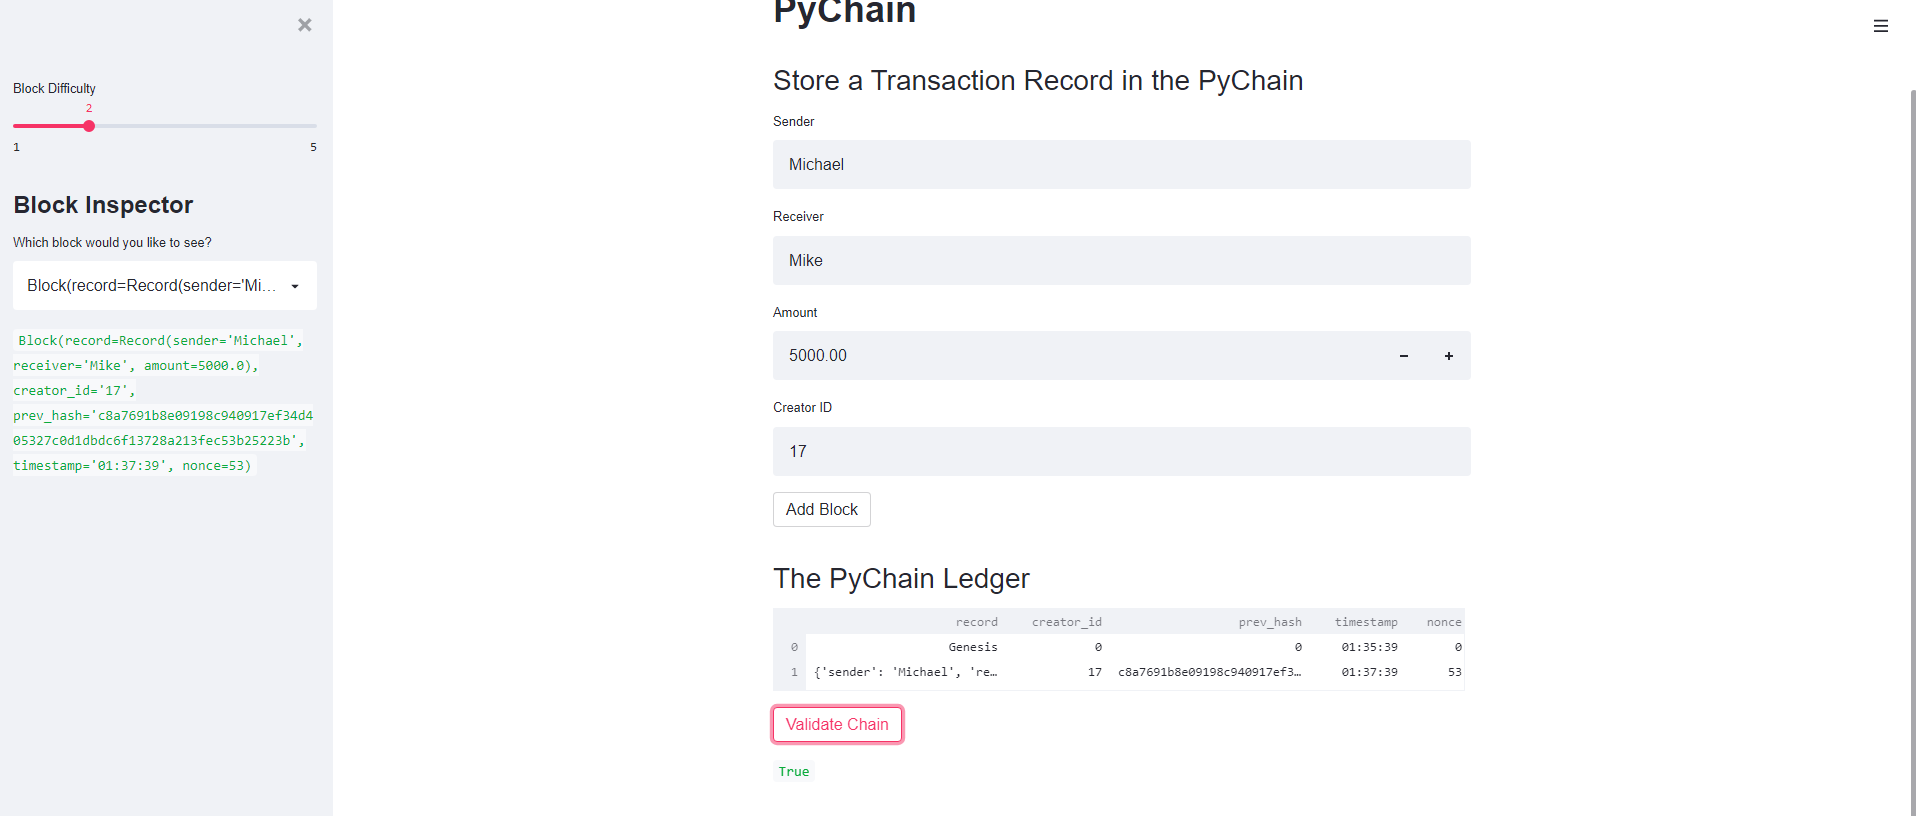 Block Difficulty
2
1 5
Block Inspector
Which block would you like to see?
Block(record=Record(sender='Mi...
Block(record=Record(sender='Michael',
receiver='Mike', amount=5000.0),
creator_id='17',
prev_hash='c8a7691b8e09198c940917ef34d4
05327c0d1dbdc6f13728a213fec53b25223b',
timestamp='01:37:39', nonce=53)
PyChain
Store a Transaction Record in the PyChain
Sender
Michael
Receiver
Mike
Amount
5000.00
Creator ID
17
Add Block
The PyChain Ledger
record creator_id prev_hash timestamp nonce
0 Genesis 0 0 01:35:39 0
1 {'sender': 'Michael', 're… 17 c8a7691b8e09198c940917ef3… 01:37:39 53
Validate Chain
True